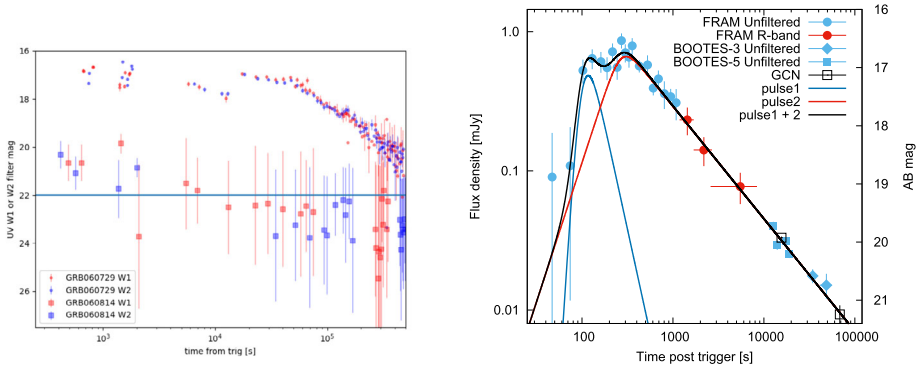 16
18
20
22
24
26
UV W1 or W2 filter mag
10³
10⁴
10⁵
time from trig [s]
GRB060729 W1
GRB060729 W2
GRB060814 W1
GRB060814 W2
1.0
0.1
0.01
Flux density [mJy]
100
1000
10000
100000
Time post trigger [s]
FRAM Unfiltered
FRAM R-band
BOOTES-3 Unfiltered
BOOTES-5 Unfiltered
GCN
pulse1
pulse2
pulse 1 + 2
16
17
18
19
20
21
AB mag